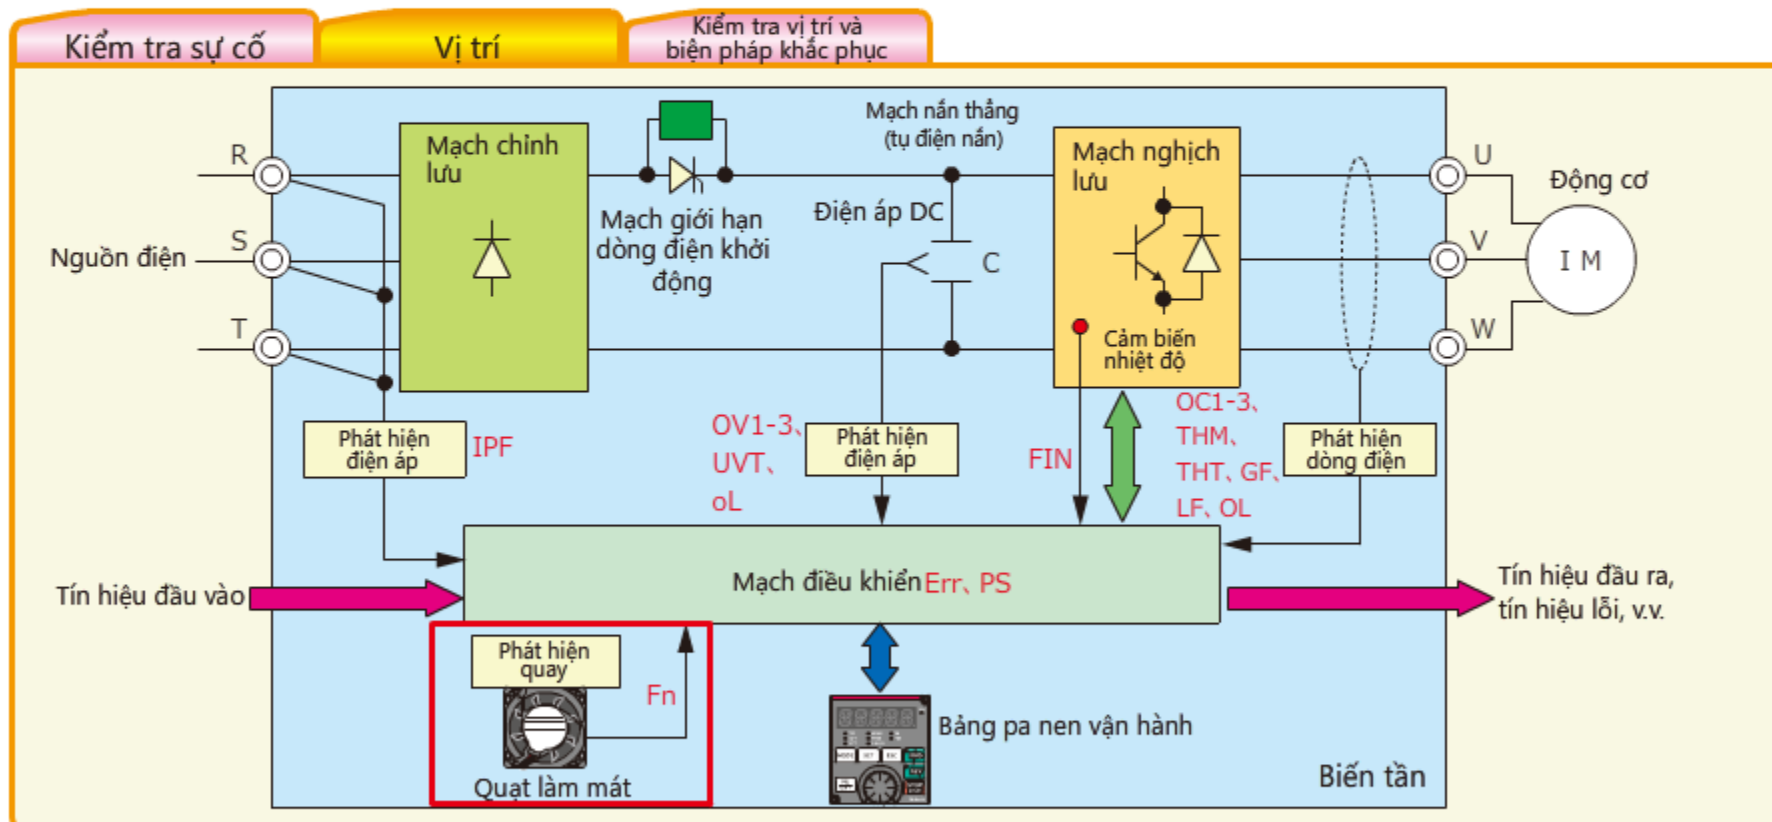 Kiểm tra sự cố
Vị trí
Kiểm tra vị trí và
biện pháp khắc phục
Mạch chỉnh
lưu
Mạch nắn thẳng
(tụ điện nắn)
Mạch nghịch
lưu
R
U
Động cơ
Mạch giới hạn
dòng điện khởi
động
Điện áp DC
Nguồn điện
S
C
V
I M
T
W
Cảm biến
nhiệt độ
Phát hiện
điện áp
IPF
OV1-3、
UVT、
oL
Phát hiện
điện áp
FIN
OC1-3、
THM、
THT、GF、
LF、OL
Phát hiện
dòng điện
Tín hiệu đầu vào
Mạch điều khiển Err、PS
Tín hiệu đầu ra,
tín hiệu lỗi, v.v.
Phát hiện
quay
Fn
Quạt làm mát
Bảng pa nen vận hành
Biến tần